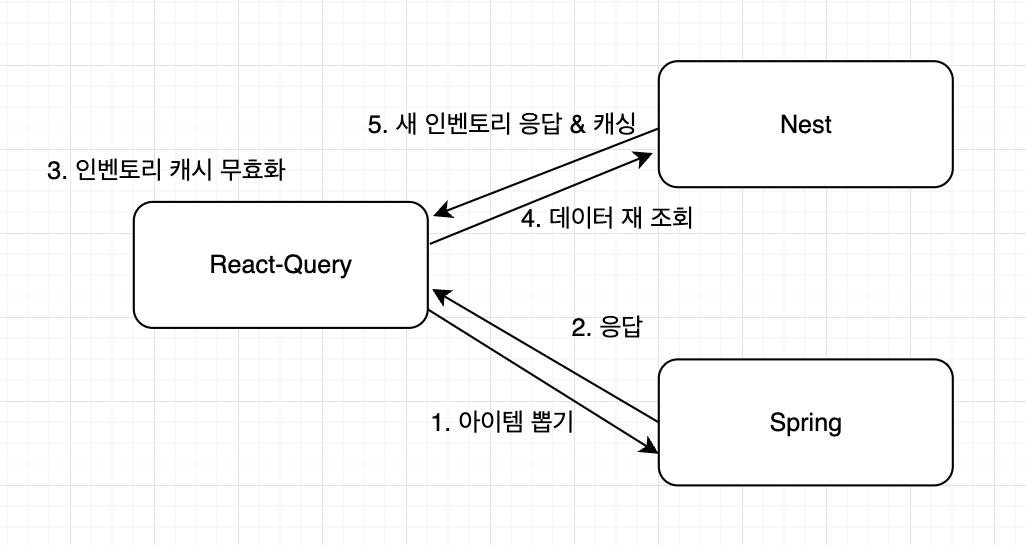 Nest
5. 새 인벤토리 응답 & 캐싱
3. 인벤토리 캐시 무효화
4. 데이터 재 조회
React-Query
2. 응답
1. 아이템 뽑기
Spring